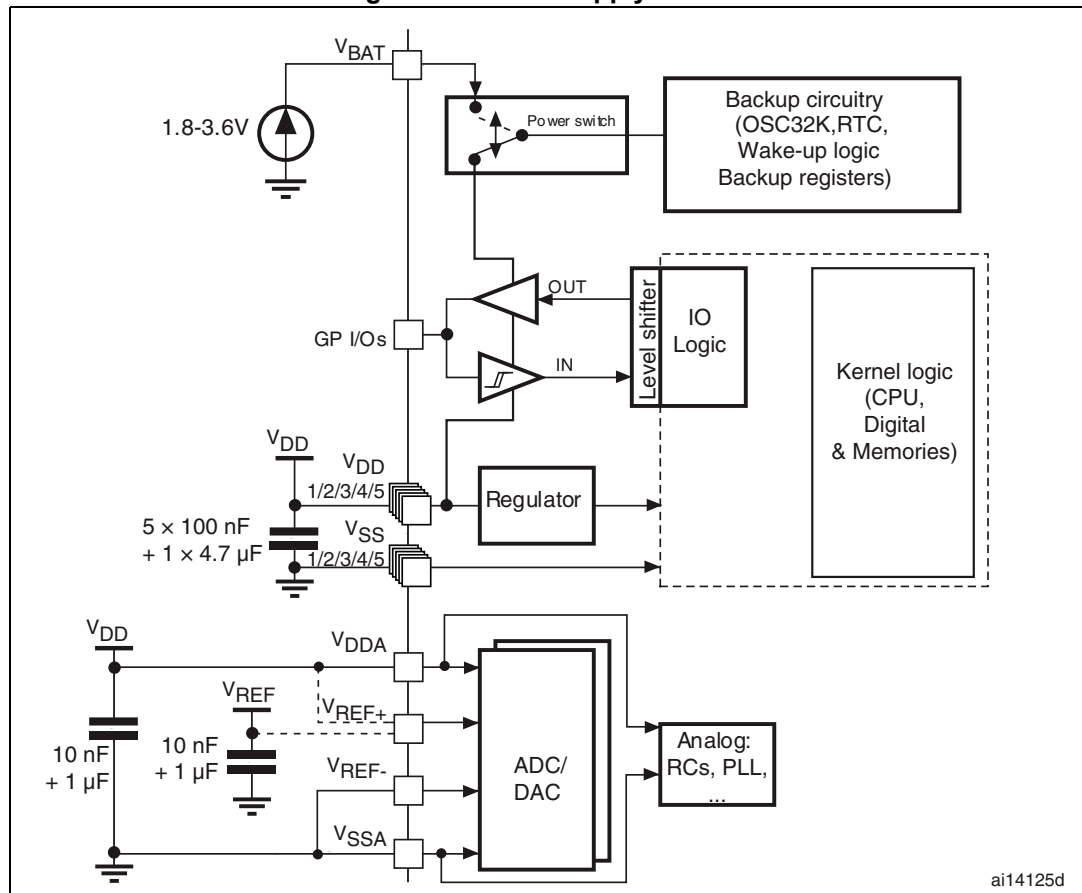 VBAT
1.8-3.6V
Power switch
Backup circuitry
(OSC32K,RTC,
Wake-up logic
Backup registers)
GP I/Os
OUT
IN
Level shifter
IO
Logic
Kernel logic
(CPU,
Digital
& Memories)
VDD
VDD
1/2/3/4/5
Regulator
5 × 100 nF
+ 1 × 4.7 µF
VSS
1/2/3/4/5
VDD
VDDA
VREF
VREF+
10 nF
+ 1 µF
10 nF
+ 1 µF
VREF-
ADC/
DAC
Analog:
RCs, PLL,
...
VSSA
ai14125d